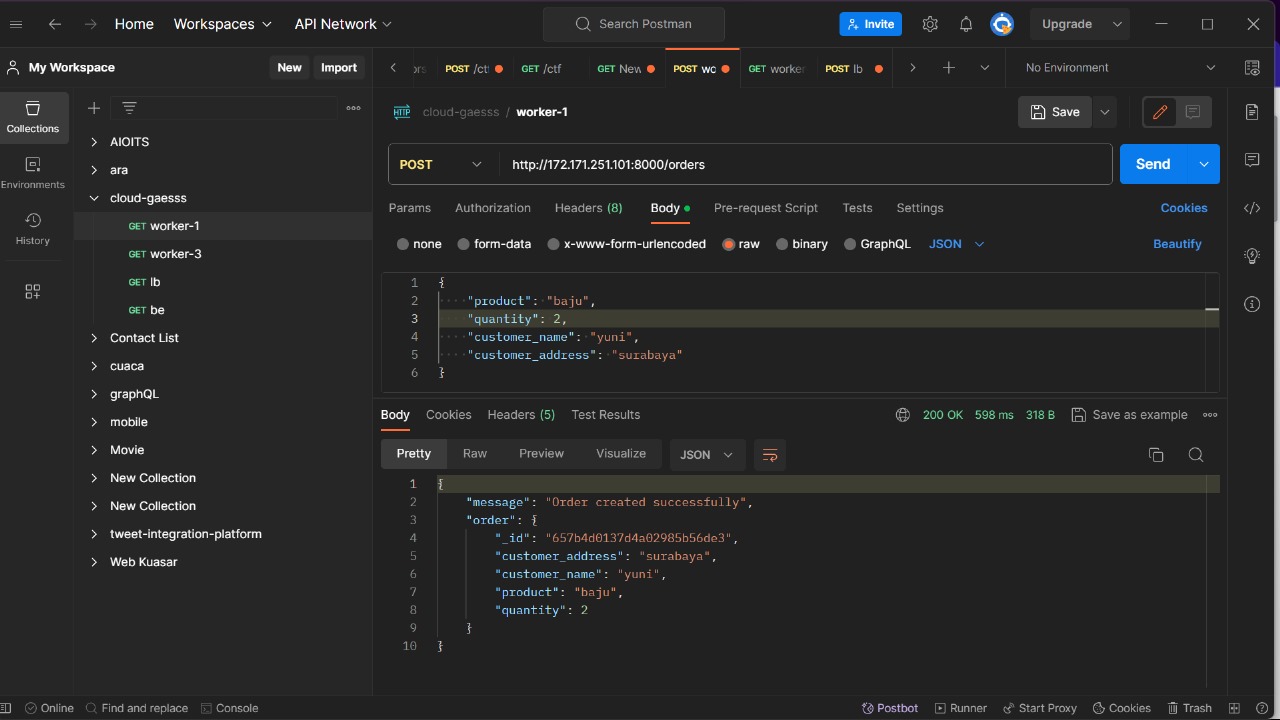 Home Workspaces API Network Search Postman Invite Upgrade
My Workspace New Import POST /ct GET /ctf GET New POST wc GET worker POST lb No Environment
Collections
Environments
History
AIOITS
ara
cloud-gaesss
GET worker-1
GET worker-3
GET lb
GET be
Contact List
cuaca
graphQL
mobile
Movie
New Collection
New Collection
tweet-integration-platform
Web Kuasar
HTTP cloud-gaesss / worker-1 Save
POST http://172.171.251.101:8000/orders Send
Params Authorization Headers (8) Body Pre-request Script Tests Settings Cookies
none form-data x-www-form-urlencoded raw binary GraphQL JSON Beautify
1 {
2 "product": "baju",
3 "quantity": 2,
4 "customer_name": "yuni",
5 "customer_address": "surabaya"
6 }
Body Cookies Headers (5) Test Results 200 OK 598 ms 318 B Save as example
Pretty Raw Preview Visualize JSON
1 {
2 "message": "Order created successfully",
3 "order": {
4 "_id": "657b4d0137d4a02985b56de3",
5 "customer_address": "surabaya",
6 "customer_name": "yuni",
7 "product": "baju",
8 "quantity": 2
9 }
10 }
Online Find and replace Console Postbot Runner Start Proxy Cookies Trash